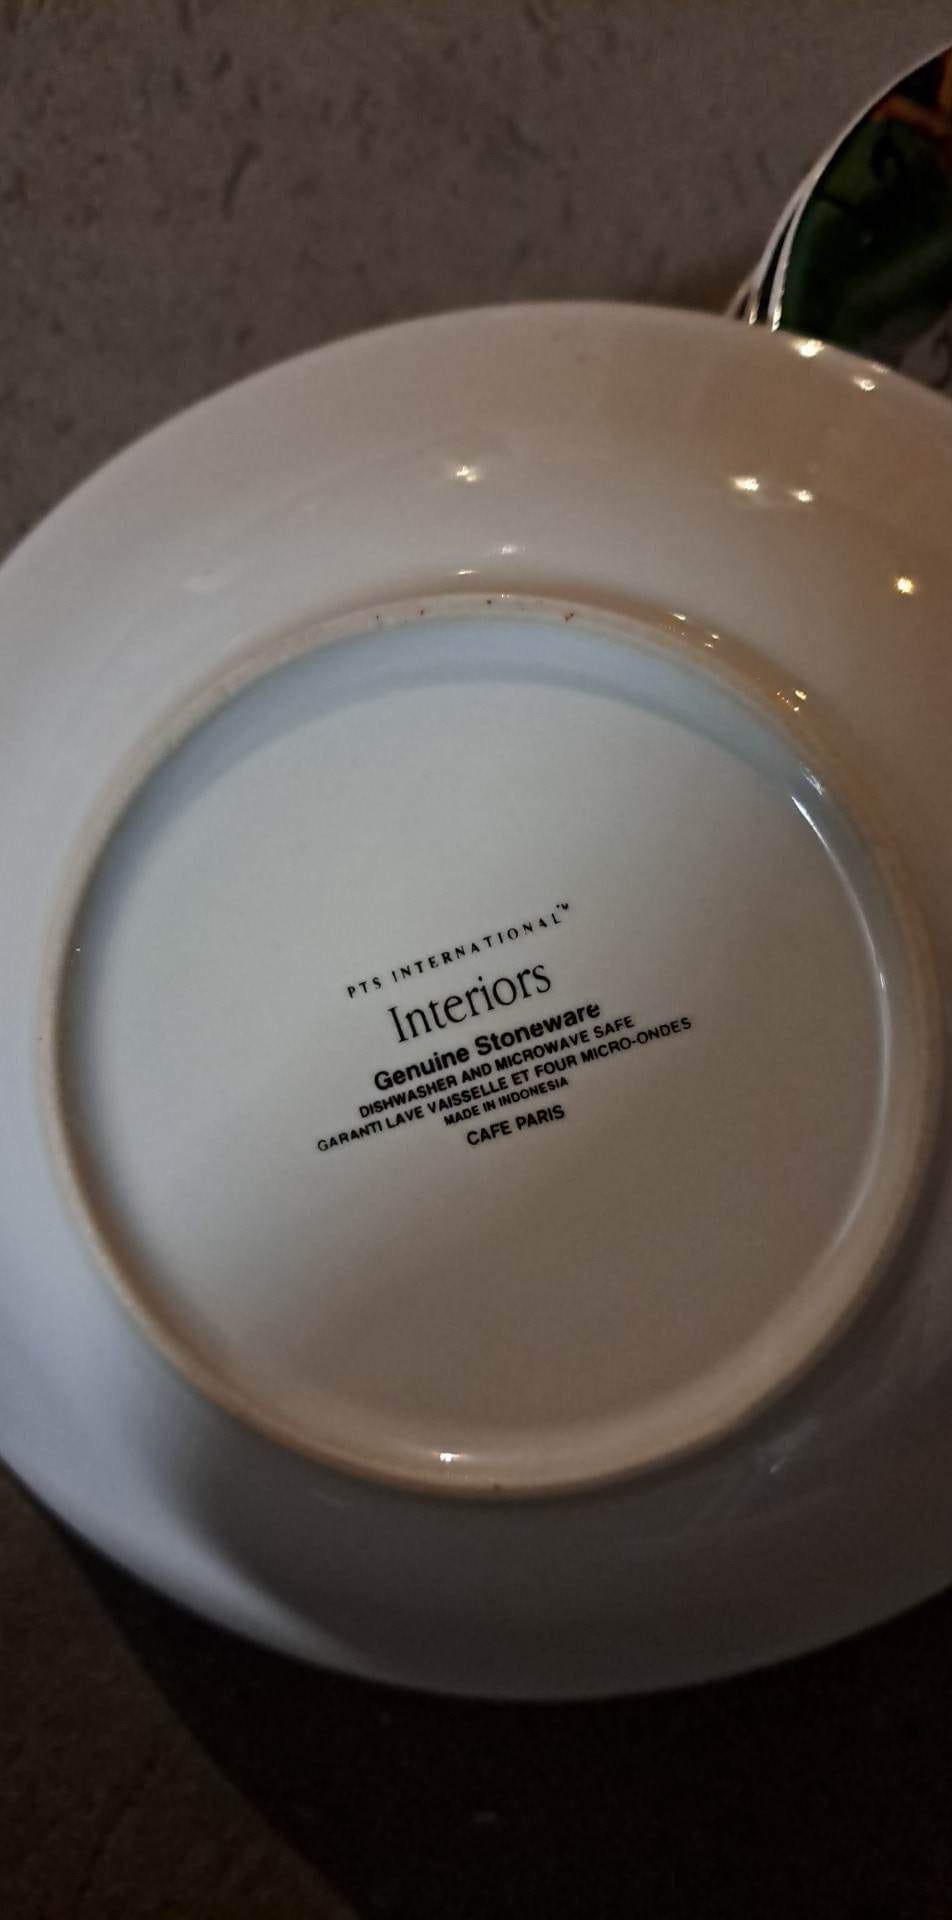 PTS INTERNATIONAL™
Interiors
Genuine Stoneware
DISHWASHER AND MICROWAVE SAFE
GARANTI LAVE VAISSELLE ET FOUR MICRO-ONDES
MADE IN INDONESIA
CAFE PARIS